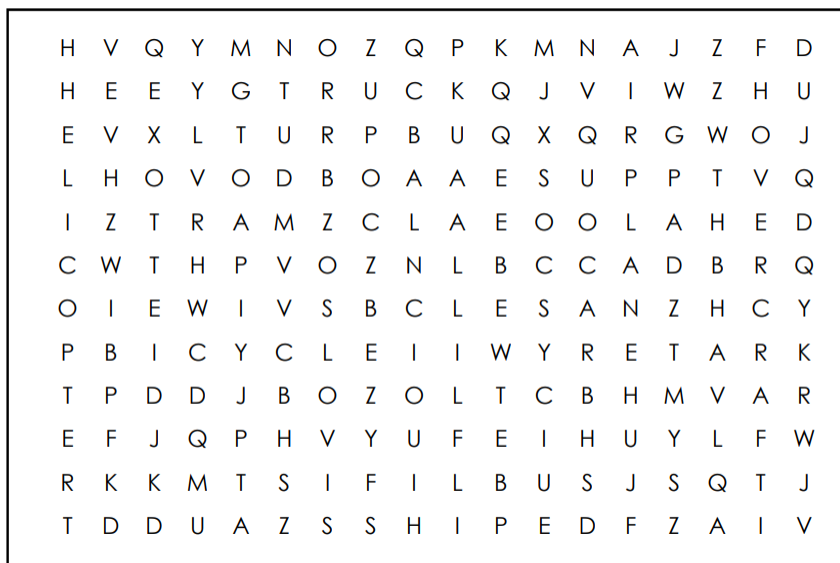 H V Q Y M N O Z Q P K M N A J Z F D
H E E Y G T R U C K Q J V I W Z H U
E V X L T U R P B U Q X Q R G W O J
L H O V O D B O A A E S U P P T V Q
I Z T R A M Z C L A E O O L A H E D
C W T H P V O Z N L B C C A D B R Q
O I E W I V S B C L E S A N Z H C Y
P B I C Y C L E I I W Y R E T A R K
T P D D J B O Z O L T C B H M V A R
E F J Q P H V Y U F E I H U Y L F W
R K K M T S I F I L B U S J S Q T J
T D D U A Z S S H I P E D F Z A I V